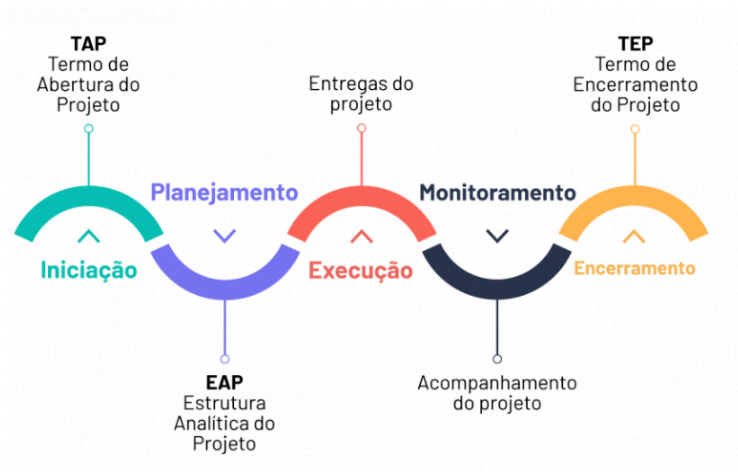 TAP
Termo de
Abertura do
Projeto
Iniciação
Planejamento
EAP
Estrutura
Analítica do
Projeto
Entregas do
projeto
Execução
Monitoramento
Acompanhamento
do projeto
TEP
Termo de
Encerramento
do Projeto
Encerramento